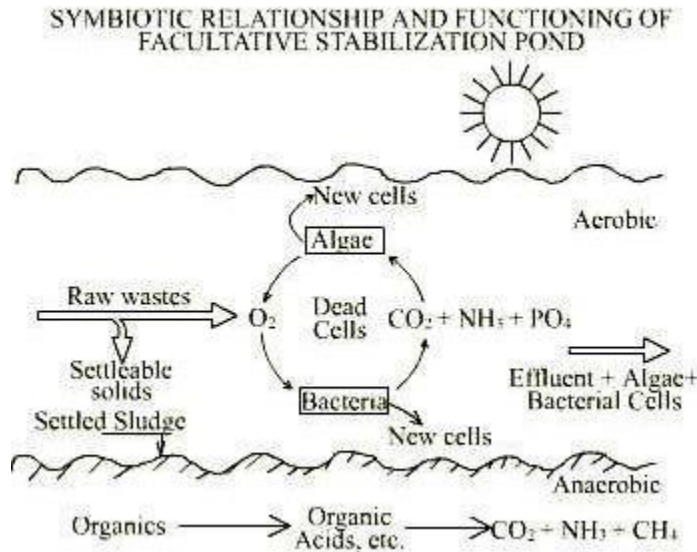 SYMBIOTIC RELATIONSHIP AND FUNCTIONING OF
FACULTATIVE STABILIZATION POND
New cells
Aerobic
Algae
Raw wastes
O₂
Dead
Cells
CO₂ + NH₃ + PO₄
Settleable
solids
Effluent + Algae+
Bacterial Cells
Bacteria
Settled Sludge
New cells
Anaerobic
Organics
Organic
Acids, etc.
CO₂ + NH₃ + CH₄